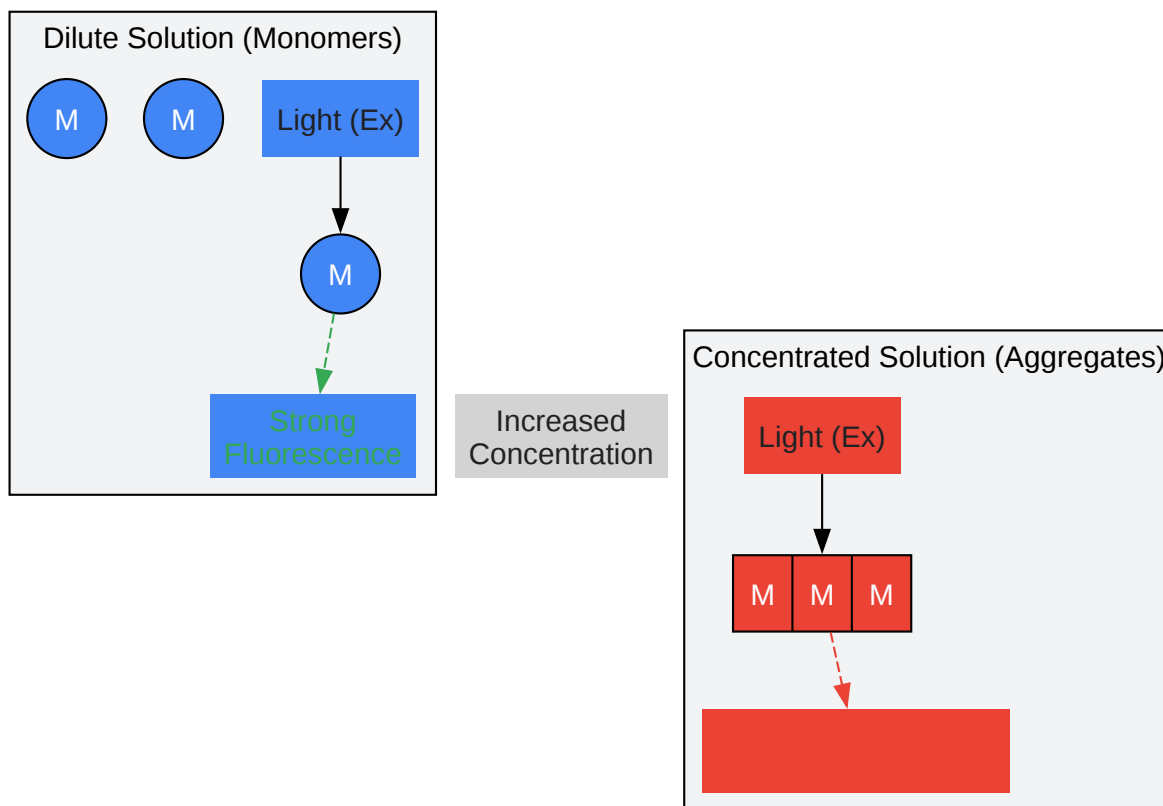 Dilute Solution (Monomers)
M
M
Light (Ex)
M
Strong
Fluorescence
Increased
Concentration
Concentrated Solution (Aggregates)
Light (Ex)
M
M
M